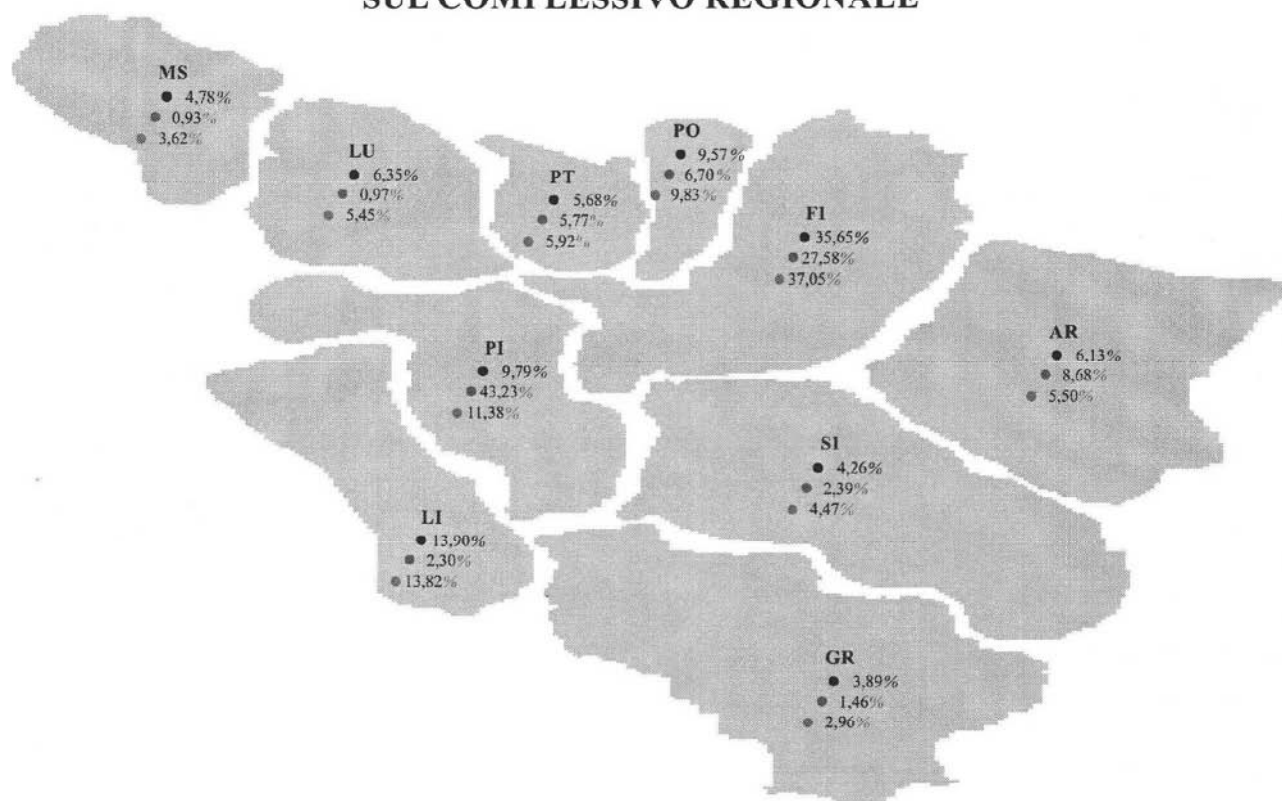 SUL COMPLESSIVO REGIONALE
MS
4,78%
0,93%
3,62%
LU
6,35%
0,97%
5,45%
PT
5,68%
5,77%
5,92%
PO
9,57%
6,70%
9,83%
FI
35,65%
27,58%
37,05%
AR
6,13%
8,68%
5,50%
PI
9,79%
43,23%
11,38%
SI
4,26%
2,39%
4,47%
LI
13,90%
2,30%
13,82%
GR
3,89%
1,46%
2,96%